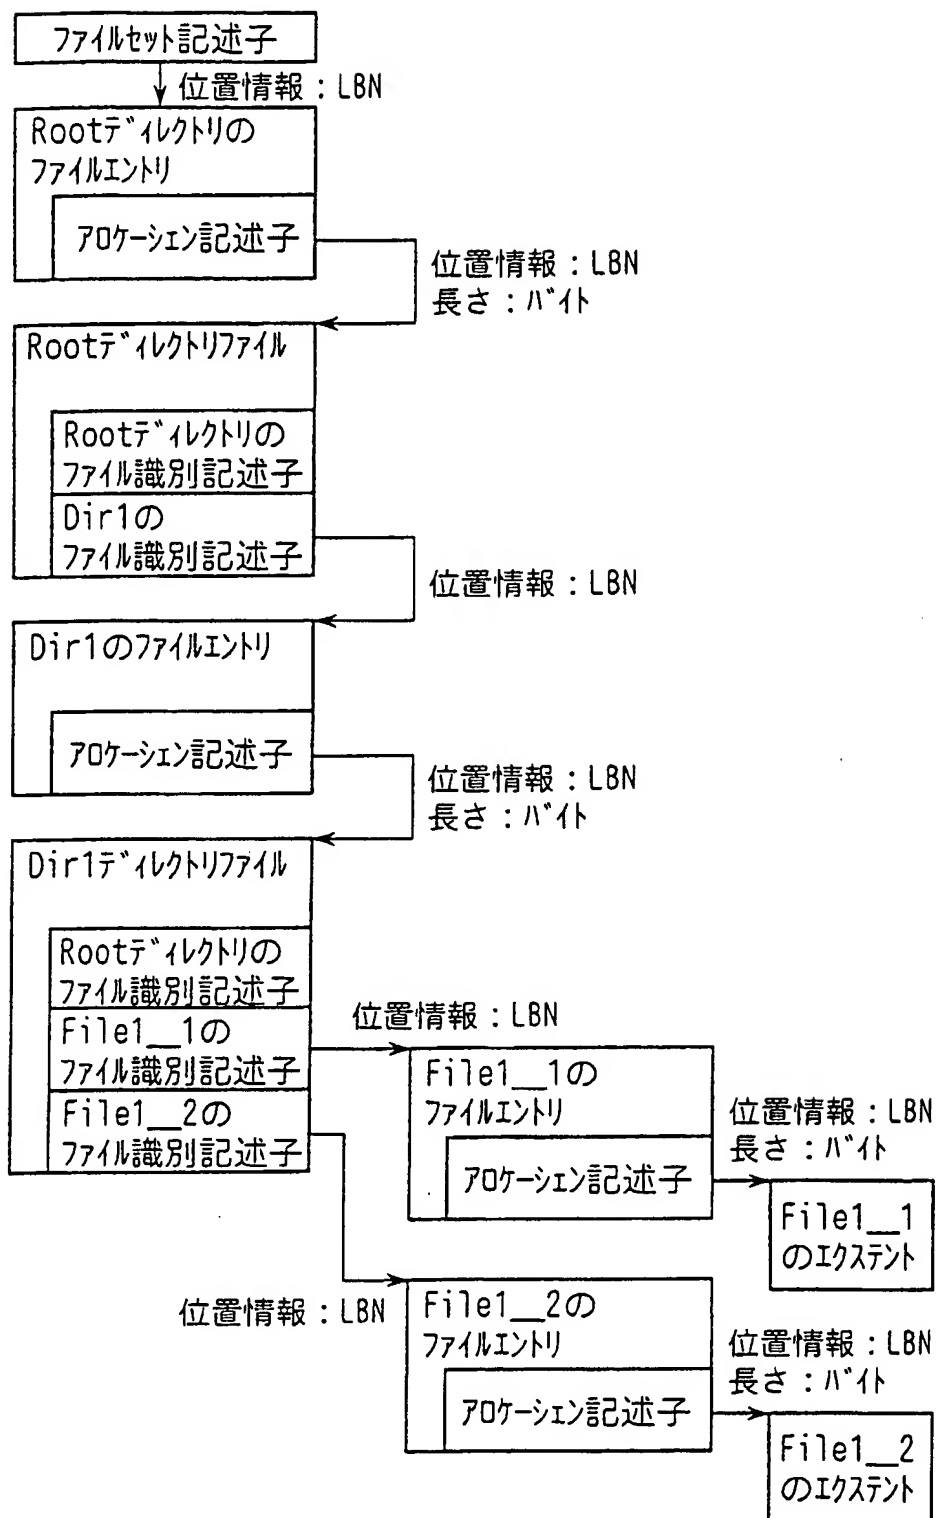 ファイルセット記述子
位置情報：LBN
Rootディレクトリの
ファイルエントリ
アロケーシェン記述子
位置情報：LBN
長さ：バイト
Rootディレクトリファイル
Rootディレクトリの
ファイル識別記述子
Dir1の
ファイル識別記述子
位置情報：LBN
Dir1のファイルエントリ
アロケーシェン記述子
位置情報：LBN
長さ：バイト
Dir1ディレクトリファイル
Rootディレクトリの
ファイル識別記述子
File1__1の
ファイル識別記述子
File1__2の
ファイル識別記述子
位置情報：LBN
File1__1の
ファイルエントリ
アロケーシェン記述子
位置情報：LBN
長さ：バイト
File1__1
のエクステント
位置情報：LBN
File1__2の
ファイルエントリ
アロケーシェン記述子
位置情報：LBN
長さ：バイト
File1__2
のエクステント